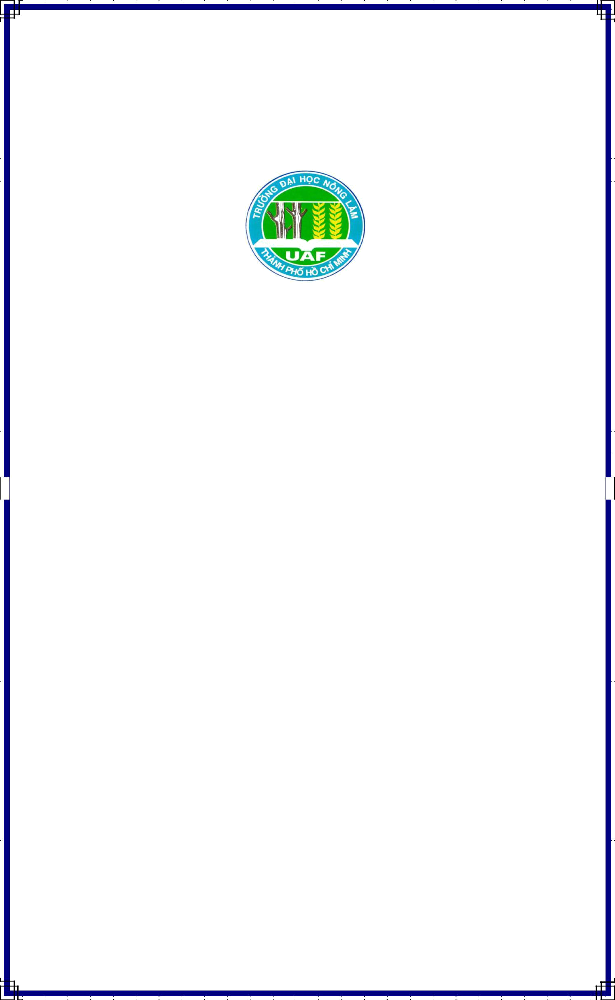 TRƯỜNG ĐẠI HỌC NÔNG LÂM
UAF
THÀNH PHỐ HỒ CHÍ MINH